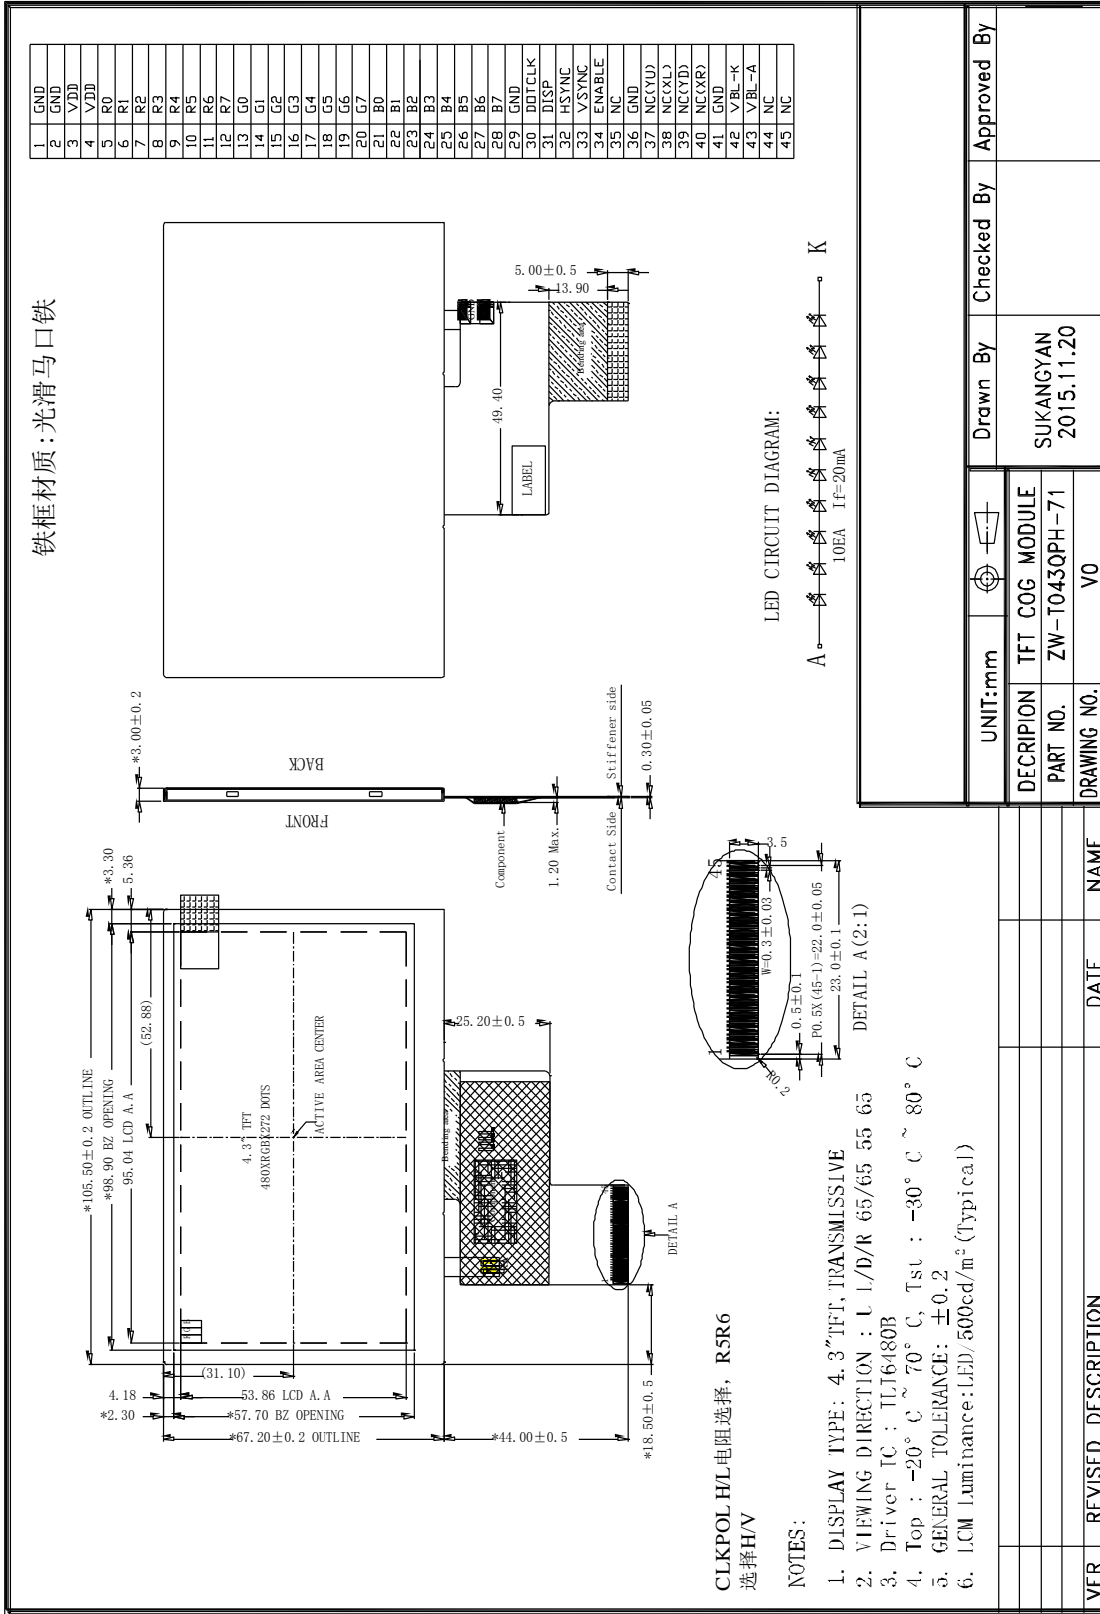 铁框材质:光滑马口铁
1 GND
2 GND
3 VDD
4 VDD
5 R0
6 R1
7 R2
8 R3
9 R4
10 R5
11 R6
12 R7
13 G0
14 G1
15 G2
16 G3
17 G4
18 G5
19 G6
20 G7
21 B0
22 B1
23 B2
24 B3
25 B4
26 B5
27 B6
28 B7
29 GND
30 DOTCLK
31 DISP
32 HSYNC
33 VSYNC
34 ENABLE
35 NC
36 GND
37 NC(YU)
38 NC(XL)
39 NC(YD)
40 NC(XR)
41 GND
42 VBL-K
43 VBL-A
44 NC
45 NC
*105.50±0.2 OUTLINE
*98.90 BZ OPENING
95.04 LCD A.A
(52.88)
*3.30
5.36
4.3" TFT
480XRGBX272 DOTS
ACTIVE AREA CENTER
(31.10)
4.18
53.86 LCD A.A
*2.30
*57.70 BZ OPENING
*67.20±0.2 OUTLINE
*44.00±0.5
*18.50±0.5
25.20±0.5
Bending area
DETAIL A
*3.00±0.2
FRONT
BACK
Component
1.20 Max.
Contact Side
Stiffener side
0.30±0.05
LABEL
49.40
Bending area
13.90
5.00±0.5
LED CIRCUIT DIAGRAM:
A
K
10EA If=20mA
1
45
3.5
W=0.3±0.03
0.5±0.1
P0.5X(45-1)=22.0±0.05
23.0±0.1
R0.2
DETAIL A(2:1)
CLKPOL H/L电阻选择，R5R6
选择H/V
NOTES:
1. DISPLAY TYPE: 4.3"TFT,TRANSMISSIVE
2. VIEWING DIRECTION : U L/D/R 65/65 55 65
3. Driver IC : ILI6480B
4. Top : -20° C ~ 70° C, Tst : -30° C ~ 80° C
5. GENERAL TOLERANCE: ±0.2
6. LCM Luminance:LED/500cd/m² (Typical)
VER REVISED DESCRIPTION DATE NAME
UNIT:mm
DECRIPION TFT COG MODULE
PART NO. ZW-T043QPH-71
DRAWING NO. V0
Drawn By Checked By Approved By
SUKANGYAN
2015.11.20